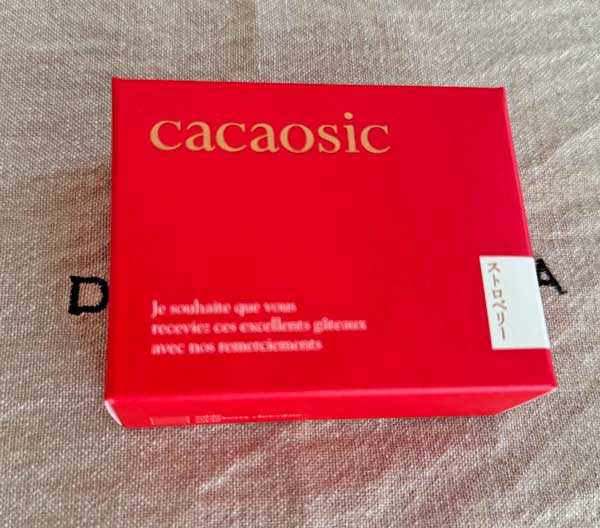 cacaosic
Je souhaite que vous
receviez ces excellents gâteaux
avec nos remerciements
ストロベリー
D
A